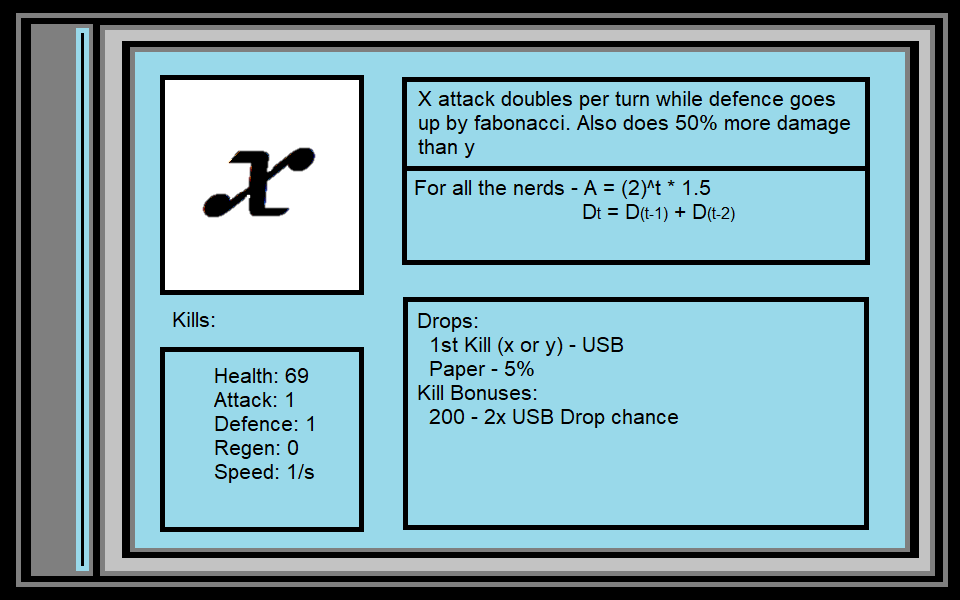 x
X attack doubles per turn while defence goes
up by fabonacci. Also does 50% more damage
than y
For all the nerds - A = (2)^t * 1.5
Dt = D(t-1) + D(t-2)
Kills:
Health: 69
Attack: 1
Defence: 1
Regen: 0
Speed: 1/s
Drops:
1st Kill (x or y) - USB
Paper - 5%
Kill Bonuses:
200 - 2x USB Drop chance